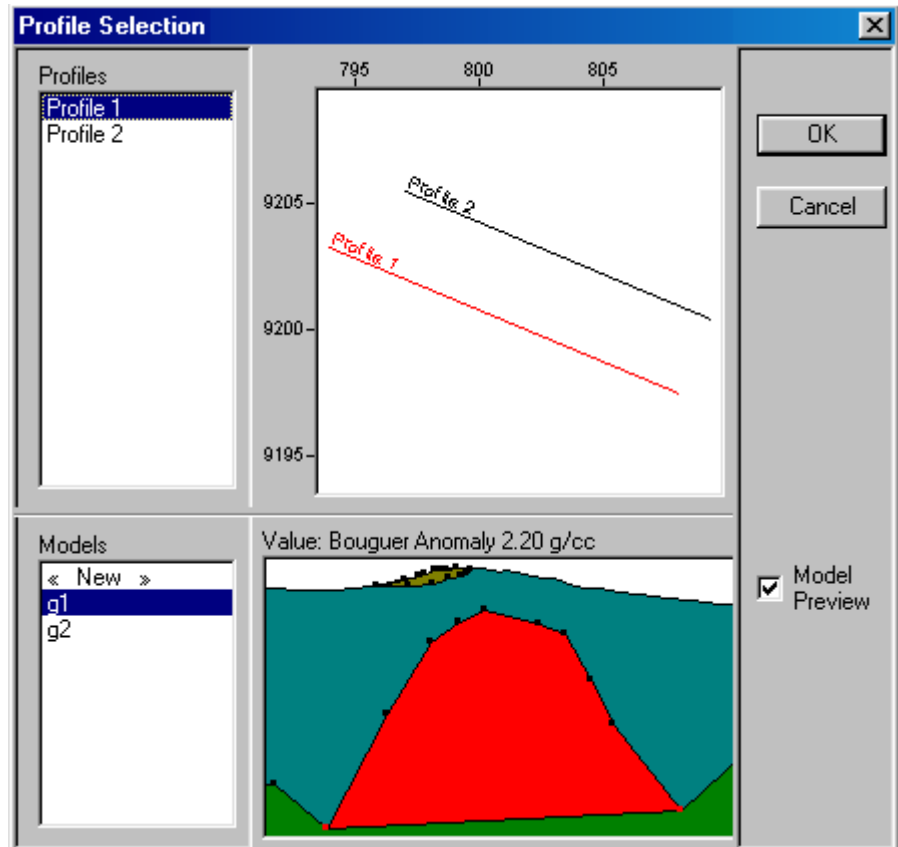 Profile Selection
Profiles
Profile 1
Profile 2
795 800 805
9205
9200
9195
Profile 2
Profile 1
OK
Cancel
Models
« New »
g1
g2
Value: Bouguer Anomaly 2.20 g/cc
Model
Preview